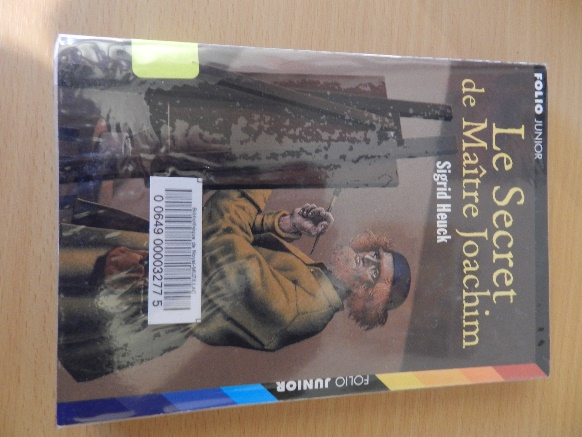 FOLIO JUNIOR
Le Secret
de Maître Joachim
Sigrid Heuck
0 0649 00003277 5
FOLIO JUNIOR